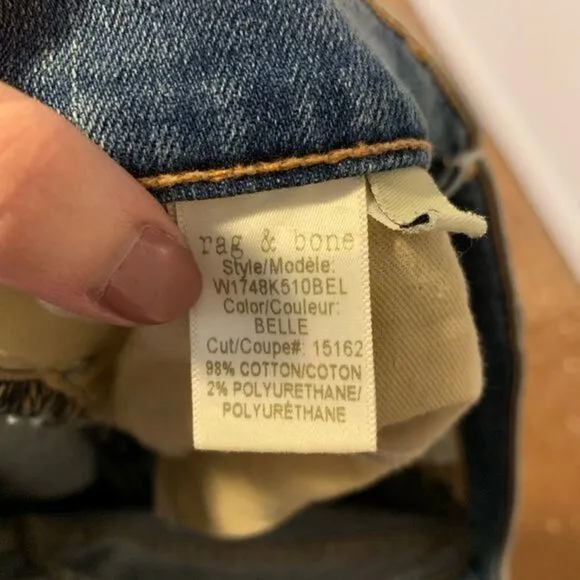 rag & bone
Style/Modèle:
W1748K510BEL
Color/Couleur:
BELLE
Cut/Coupe#: 15162
98% COTTON/COTON
2% POLYURETHANE/
POLYURÉTHANE